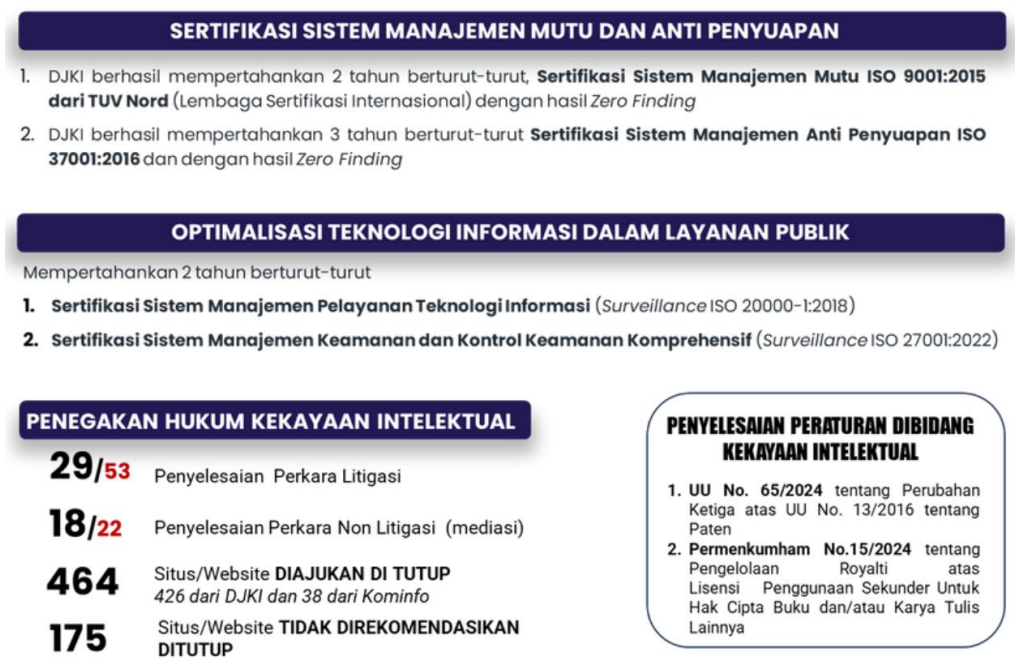 SERTIFIKASI SISTEM MANAJEMEN MUTU DAN ANTI PENYUAPAN
1. DJKI berhasil mempertahankan 2 tahun berturut-turut, Sertifikasi Sistem Manajemen Mutu ISO 9001:2015
dari TUV Nord (Lembaga Sertifikasi Internasional) dengan hasil Zero Finding
2. DJKI berhasil mempertahankan 3 tahun berturut-turut Sertifikasi Sistem Manajemen Anti Penyuapan ISO
37001:2016 dan dengan hasil Zero Finding
OPTIMALISASI TEKNOLOGI INFORMASI DALAM LAYANAN PUBLIK
Mempertahankan 2 tahun berturut-turut
1. Sertifikasi Sistem Manajemen Pelayanan Teknologi Informasi (Surveillance ISO 20000-1:2018)
2. Sertifikasi Sistem Manajemen Keamanan dan Kontrol Keamanan Komprehensif (Surveillance ISO 27001:2022)
PENEGAKAN HUKUM KEKAYAAN INTELEKTUAL
29/53 Penyelesaian Perkara Litigasi
18/22 Penyelesaian Perkara Non Litigasi (mediasi)
464 Situs/Website DIAJUKAN DI TUTUP
426 dari DJKI dan 38 dari Kominfo
175 Situs/Website TIDAK DIREKOMENDASIKAN
DITUTUP
PENYELESAIAN PERATURAN DIBIDANG
KEKAYAAN INTELEKTUAL
1. UU No. 65/2024 tentang Perubahan
Ketiga atas UU No. 13/2016 tentang
Paten
2. Permenkumham No.15/2024 tentang
Pengelolaan Royalti atas
Lisensi Penggunaan Sekunder Untuk
Hak Cipta Buku dan/atau Karya Tulis
Lainnya